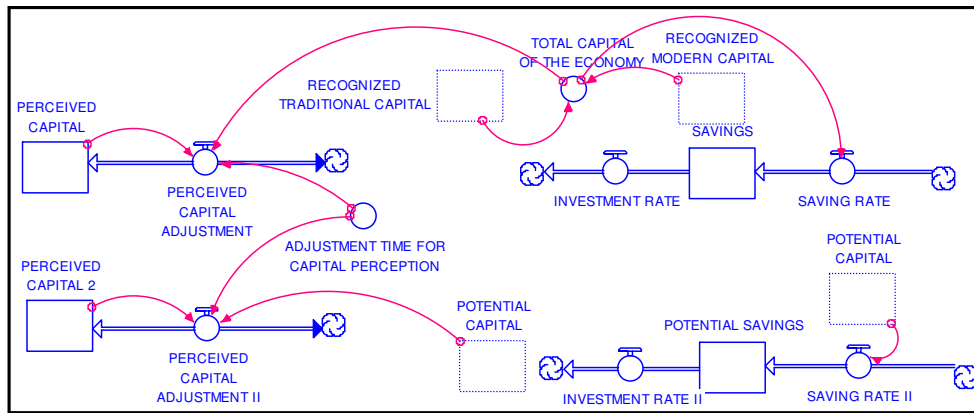 TOTAL CAPITAL
OF THE ECONOMY
RECOGNIZED
MODERN CAPITAL
RECOGNIZED
TRADITIONAL CAPITAL
PERCEIVED
CAPITAL
SAVINGS
PERCEIVED
CAPITAL
ADJUSTMENT
INVESTMENT RATE
SAVING RATE
ADJUSTMENT TIME FOR
CAPITAL PERCEPTION
POTENTIAL
CAPITAL
PERCEIVED
CAPITAL 2
POTENTIAL
CAPITAL
POTENTIAL SAVINGS
PERCEIVED
CAPITAL
ADJUSTMENT II
INVESTMENT RATE II
SAVING RATE II